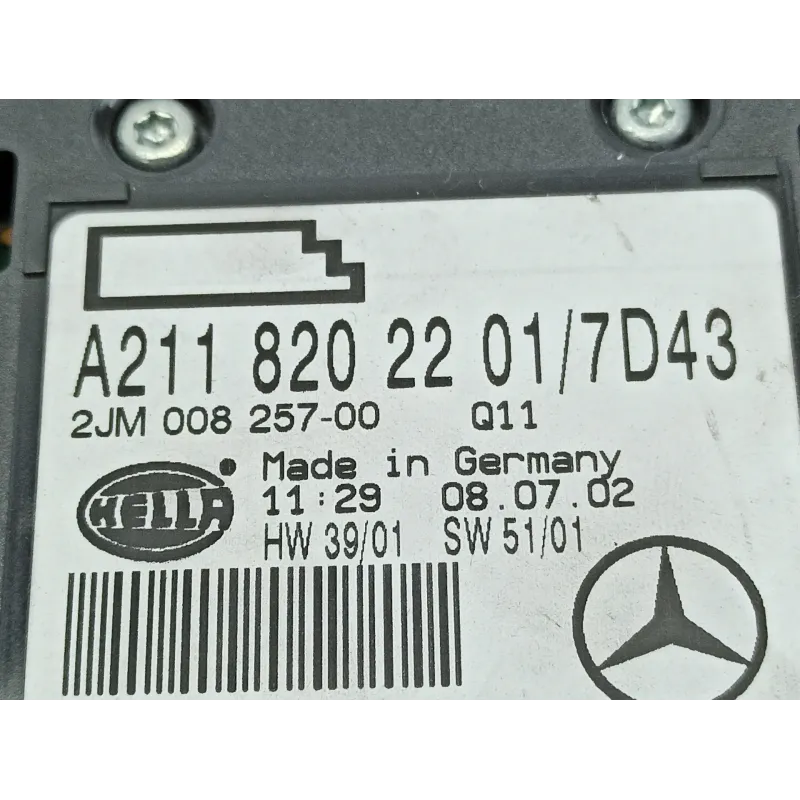 A211 820 22 01/7D43
2JM 008 257-00 Q11
HELLA Made in Germany
11:29 08.07.02
HW 39/01 SW 51/01